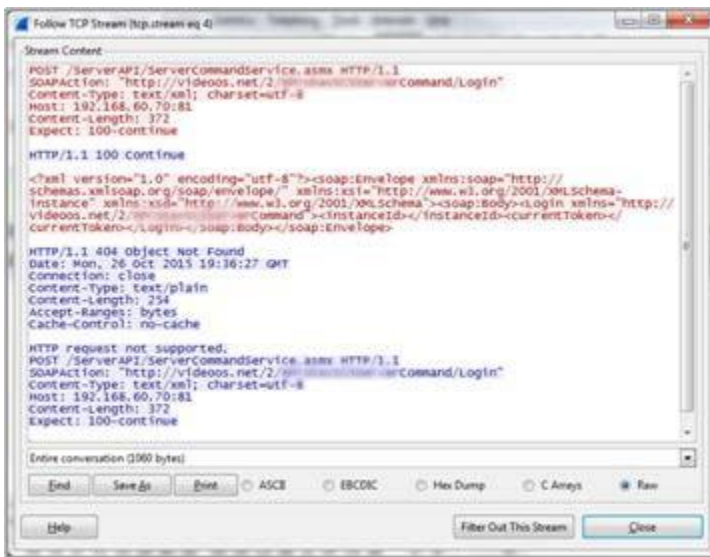 Follow TCP Stream (tcp.stream eq 4)
Stream Content
POST /ServerAPI/ServerCommandService.asmx HTTP/1.1
SOAPAction: "http://videoos.net/2/ Command/Login"
Content-Type: text/xml; charset=utf-8
Host: 192.168.60.70:81
Content-Length: 372
Expect: 100-continue
HTTP/1.1 100 Continue
<?xml version="1.0" encoding="utf-8"?><soap:Envelope xmlns:soap="http://
schemas.xmlsoap.org/soap/envelope/" xmlns:xsi="http://www.w3.org/2001/XMLSchema-
instance" xmlns:xsd="http://www.w3.org/2001/XMLSchema"><soap:Body><Login xmlns="http://
videoos.net/2/ Command"><instanceId></instanceId><currentToken></
currentToken></Login></soap:Body></soap:Envelope>
HTTP/1.1 404 Object Not Found
Date: Mon, 26 Oct 2015 19:36:27 GMT
Connection: close
Content-Type: text/plain
Content-Length: 254
Accept-Ranges: bytes
Cache-Control: no-cache
HTTP request not supported.
POST /ServerAPI/ServerCommandService.asmx HTTP/1.1
SOAPAction: "http://videoos.net/2/ Command/Login"
Content-Type: text/xml; charset=utf-8
Host: 192.168.60.70:81
Content-Length: 372
Expect: 100-continue
Entire conversation (1060 bytes)
Find Save As Print ASCII EBCDIC Hex Dump C Arrays Raw
Help Filter Out This Stream Close